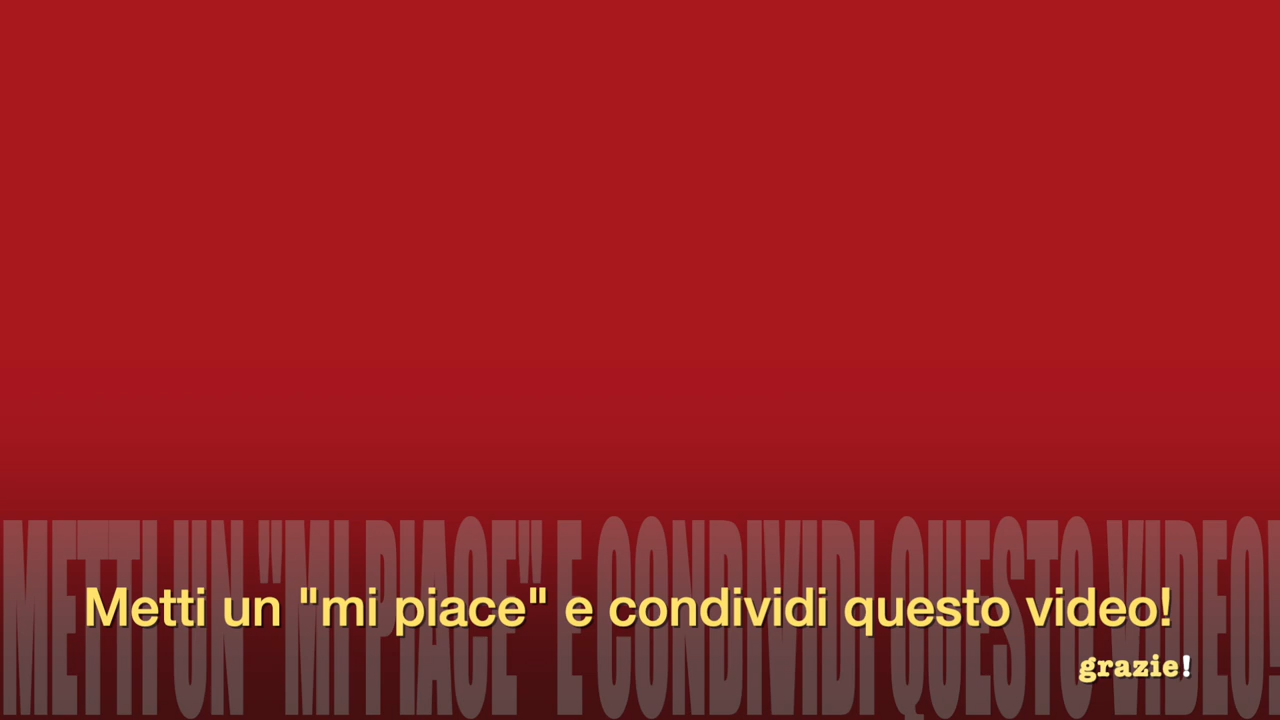 METTI UN "MI PIACE" E CONDIVIDI QUESTO VIDEO!
Metti un "mi piace" e condividi questo video!
grazie!